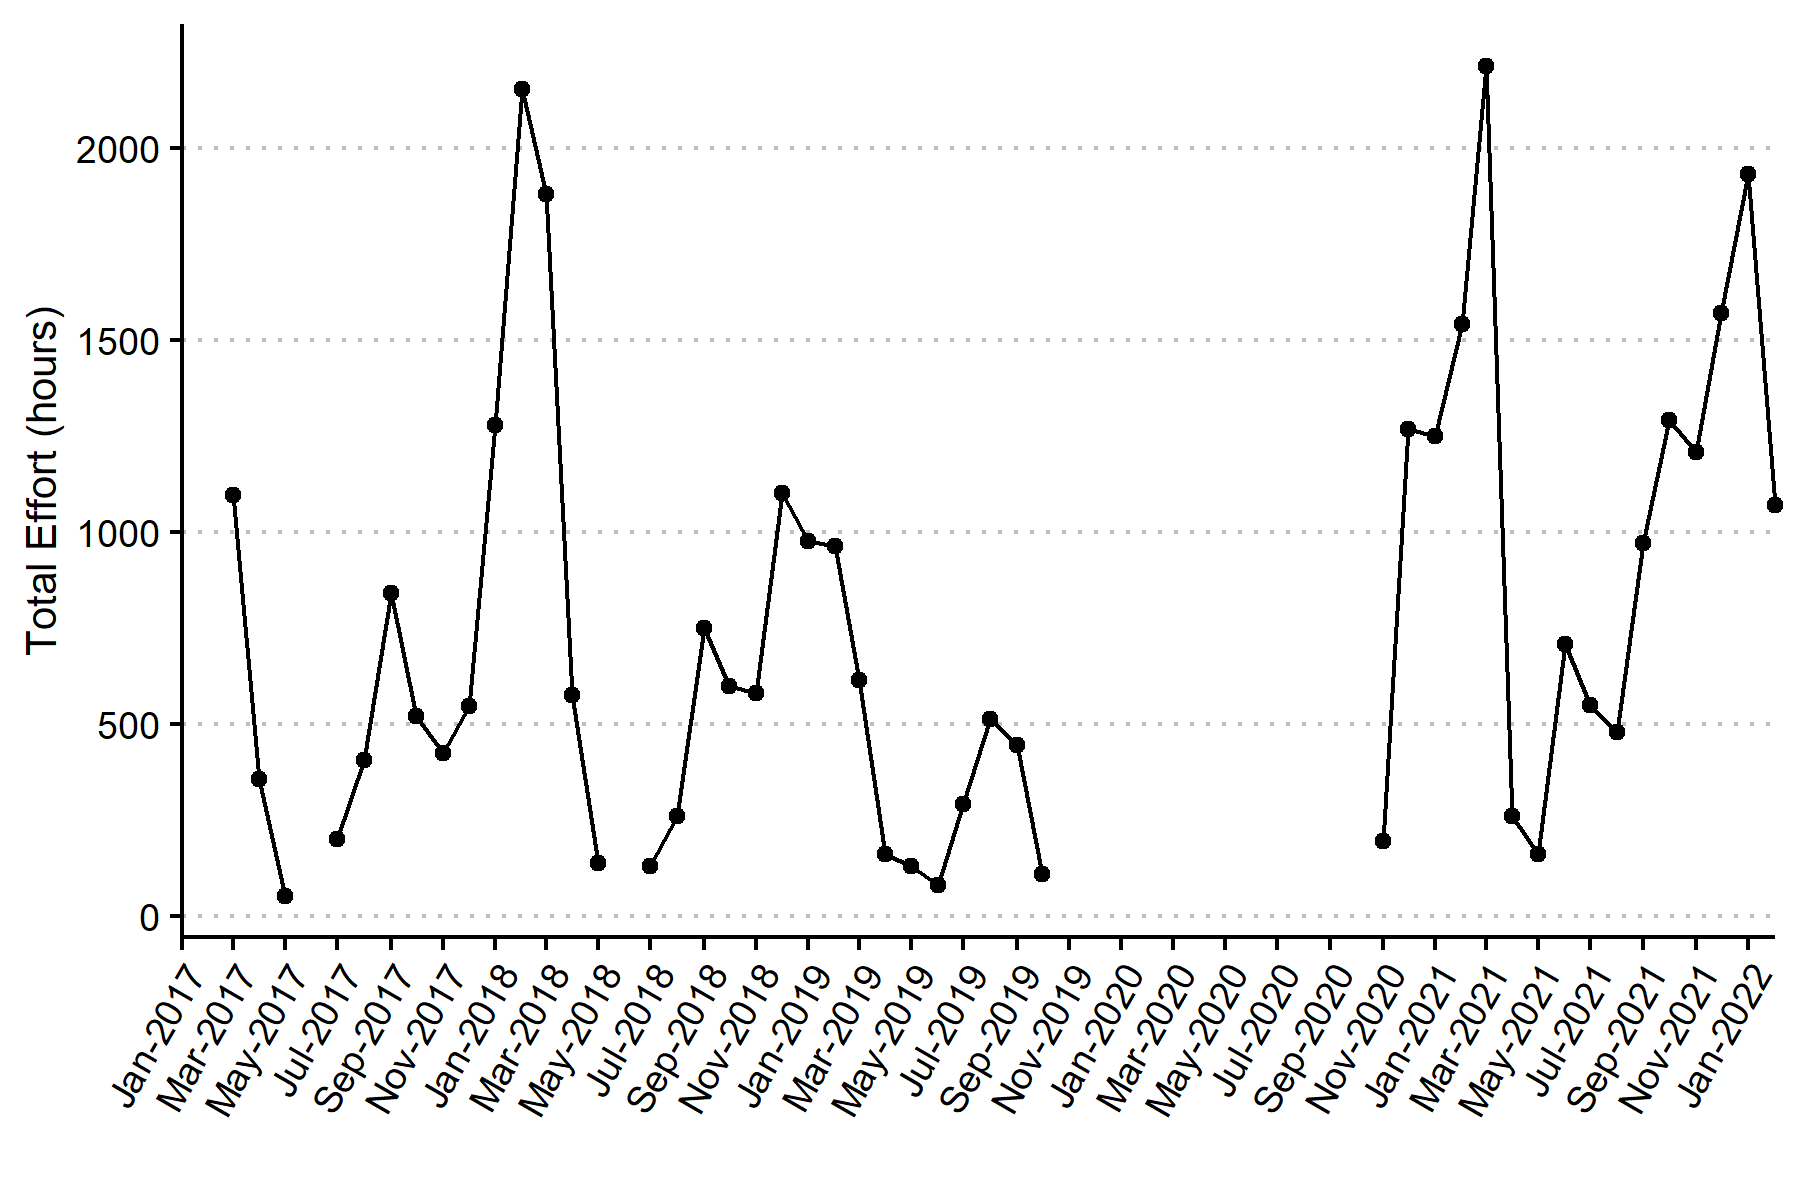 Total Effort (hours)
2000
1500
1000
500
0
Jan-2017
Mar-2017
May-2017
Jul-2017
Sep-2017
Nov-2017
Jan-2018
Mar-2018
May-2018
Jul-2018
Sep-2018
Nov-2018
Jan-2019
Mar-2019
May-2019
Jul-2019
Sep-2019
Nov-2019
Jan-2020
Mar-2020
May-2020
Jul-2020
Sep-2020
Nov-2020
Jan-2021
Mar-2021
May-2021
Jul-2021
Sep-2021
Nov-2021
Jan-2022